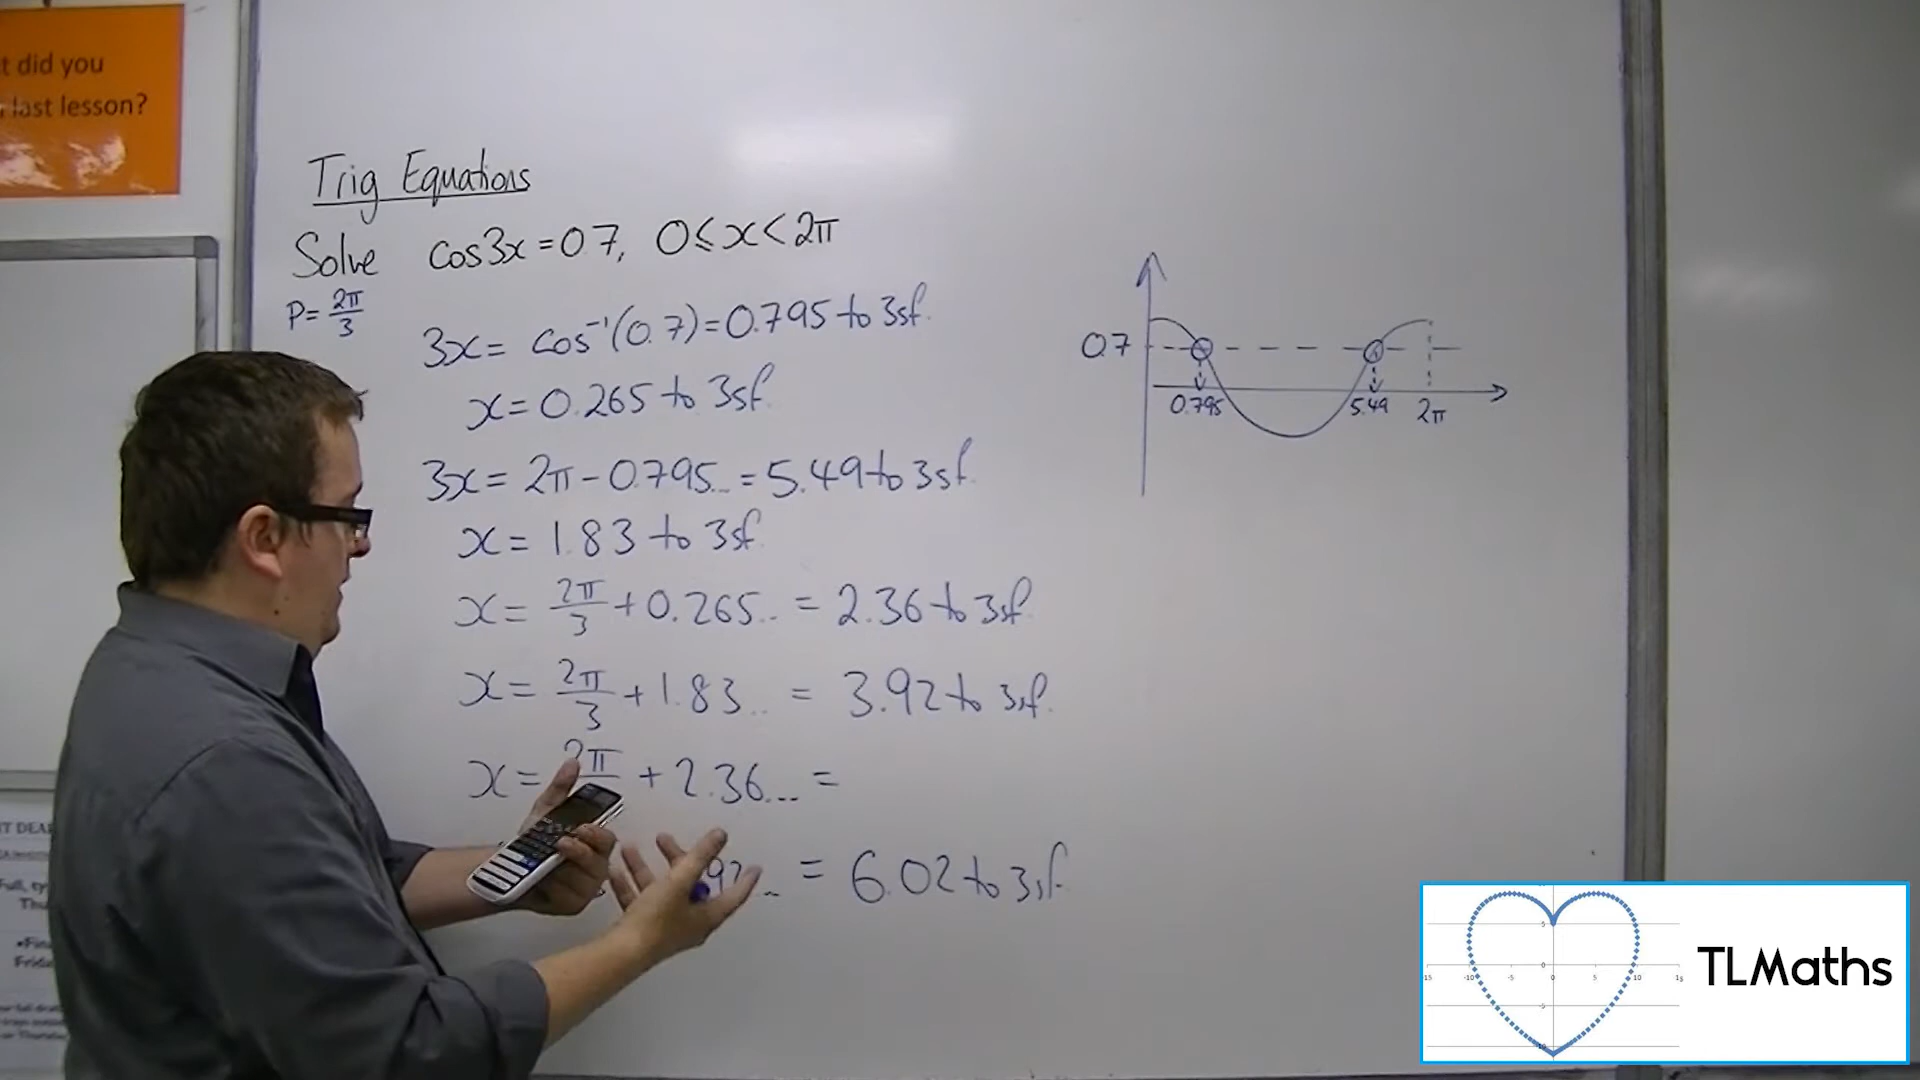 t did you
last lesson?
Trig Equations
Solve cos3x=0.7, 0≤x<2π
P= 2π/3
3x= cos⁻¹(0.7)=0.795 to 3sf.
x=0.265 to 3sf.
3x= 2π-0.795...=5.49 to 3sf.
x= 1.83 to 3sf.
x= 2π/3 +0.265... = 2.36 to 3sf.
x= 2π/3 +1.83... = 3.92 to 3sf.
x= 2π + 2.36... =
92... = 6.02 to 3sf.
0.7
0.795 5.49 2π
TLMaths